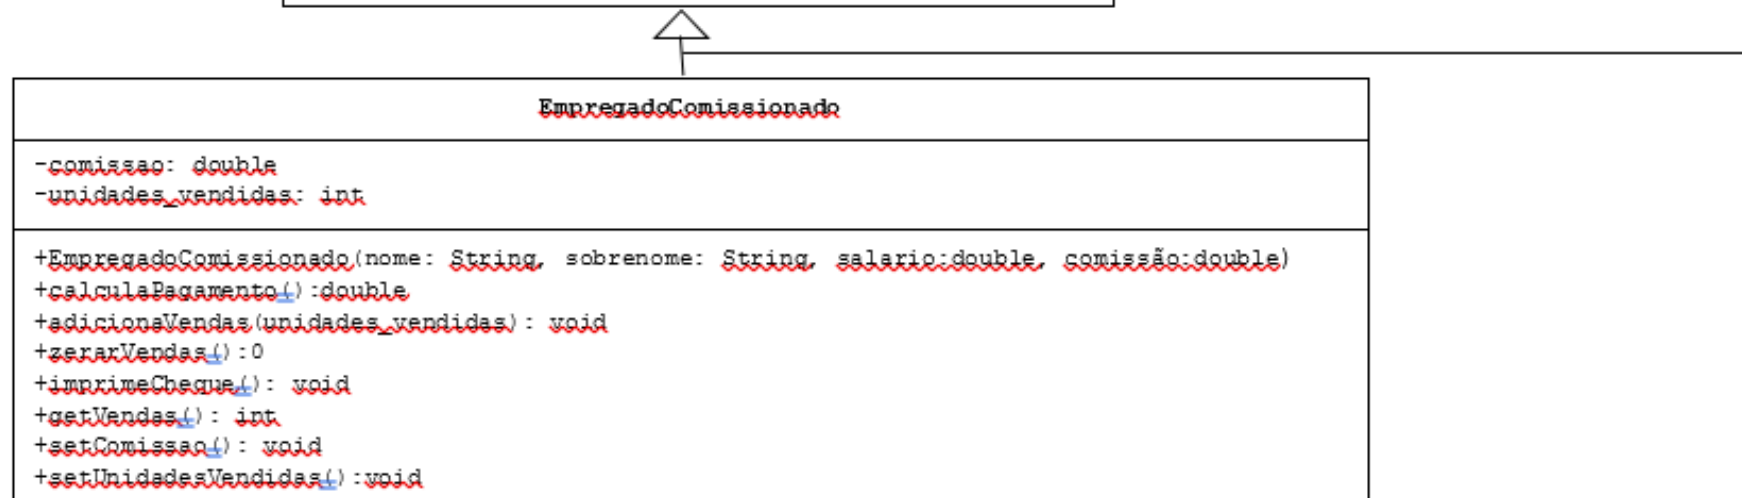 EmpregadoComissionado
-comissao: double
-unidades_vendidas: int
+EmpregadoComissionado(nome: String, sobrenome: String, salario:double, comissão:double)
+calculaPagamento():double
+adicionaVendas(unidades_vendidas): void
+zerarVendas():0
+imprimeCheque(): void
+getVendas(): int
+setComissao(): void
+setUnidadesVendidas():void